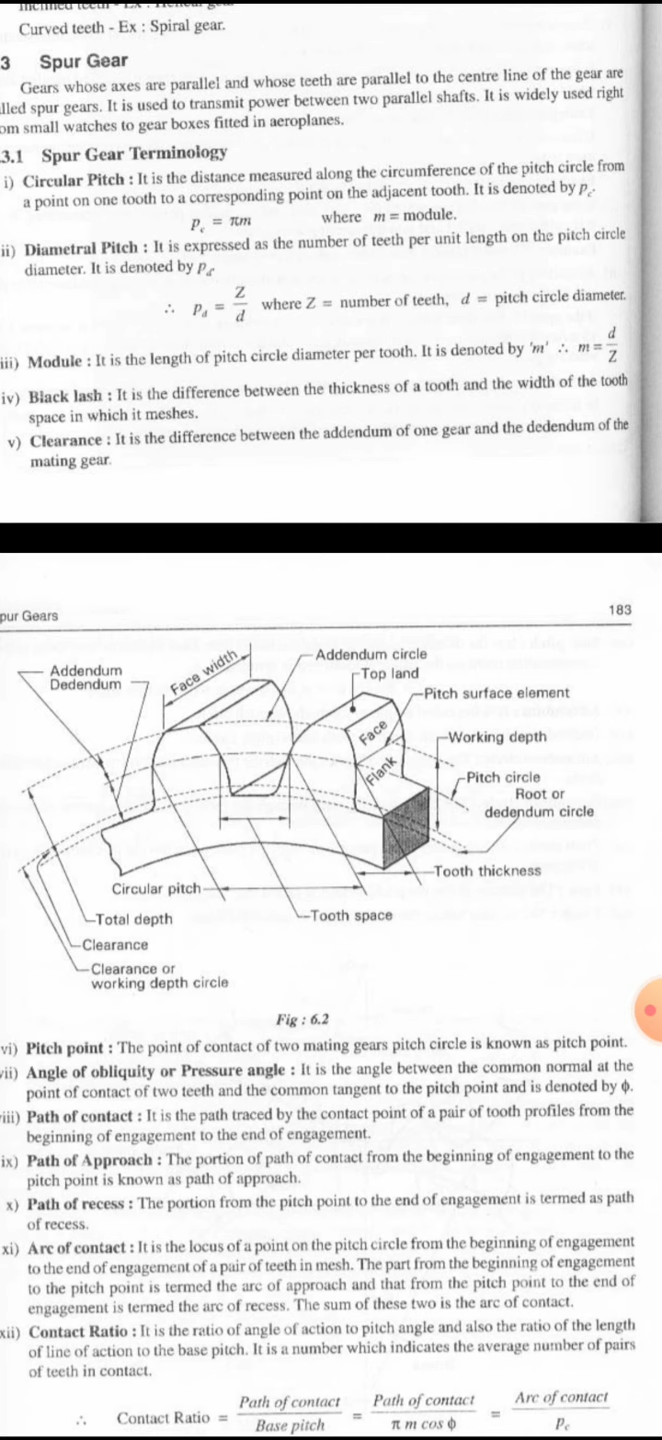 Curved teeth - Ex : Spiral gear.
3 Spur Gear
Gears whose axes are parallel and whose teeth are parallel to the centre line of the gear are
lled spur gears. It is used to transmit power between two parallel shafts. It is widely used right
om small watches to gear boxes fitted in aeroplanes.
.3.1 Spur Gear Terminology
i) Circular Pitch : It is the distance measured along the circumference of the pitch circle from
a point on one tooth to a corresponding point on the adjacent tooth. It is denoted by p_c.
p_c = πm where m = module.
ii) Diametral Pitch : It is expressed as the number of teeth per unit length on the pitch circle
diameter. It is denoted by p_d.
∴ p_d = Z/d where Z = number of teeth, d = pitch circle diameter.
iii) Module : It is the length of pitch circle diameter per tooth. It is denoted by 'm' ∴ m = d/Z
iv) Black lash : It is the difference between the thickness of a tooth and the width of the tooth
space in which it meshes.
v) Clearance : It is the difference between the addendum of one gear and the dedendum of the
mating gear.
pur Gears 183
Addendum
Dedendum
Face width
Addendum circle
Top land
Pitch surface element
Face
Flank
Working depth
Pitch circle
Root or
dedendum circle
Tooth thickness
Circular pitch
Tooth space
Total depth
Clearance
Clearance or
working depth circle
Fig : 6.2
vi) Pitch point : The point of contact of two mating gears pitch circle is known as pitch point.
vii) Angle of obliquity or Pressure angle : It is the angle between the common normal at the
point of contact of two teeth and the common tangent to the pitch point and is denoted by ϕ.
viii) Path of contact : It is the path traced by the contact point of a pair of tooth profiles from the
beginning of engagement to the end of engagement.
ix) Path of Approach : The portion of path of contact from the beginning of engagement to the
pitch point is known as path of approach.
x) Path of recess : The portion from the pitch point to the end of engagement is termed as path
of recess.
xi) Arc of contact : It is the locus of a point on the pitch circle from the beginning of engagement
to the end of engagement of a pair of teeth in mesh. The part from the beginning of engagement
to the pitch point is termed the arc of approach and that from the pitch point to the end of
engagement is termed the arc of recess. The sum of these two is the arc of contact.
xii) Contact Ratio : It is the ratio of angle of action to pitch angle and also the ratio of the length
of line of action to the base pitch. It is a number which indicates the average number of pairs
of teeth in contact.
∴ Contact Ratio = Path of contact / Base pitch = Path of contact / π m cos ϕ = Arc of contact / p_c